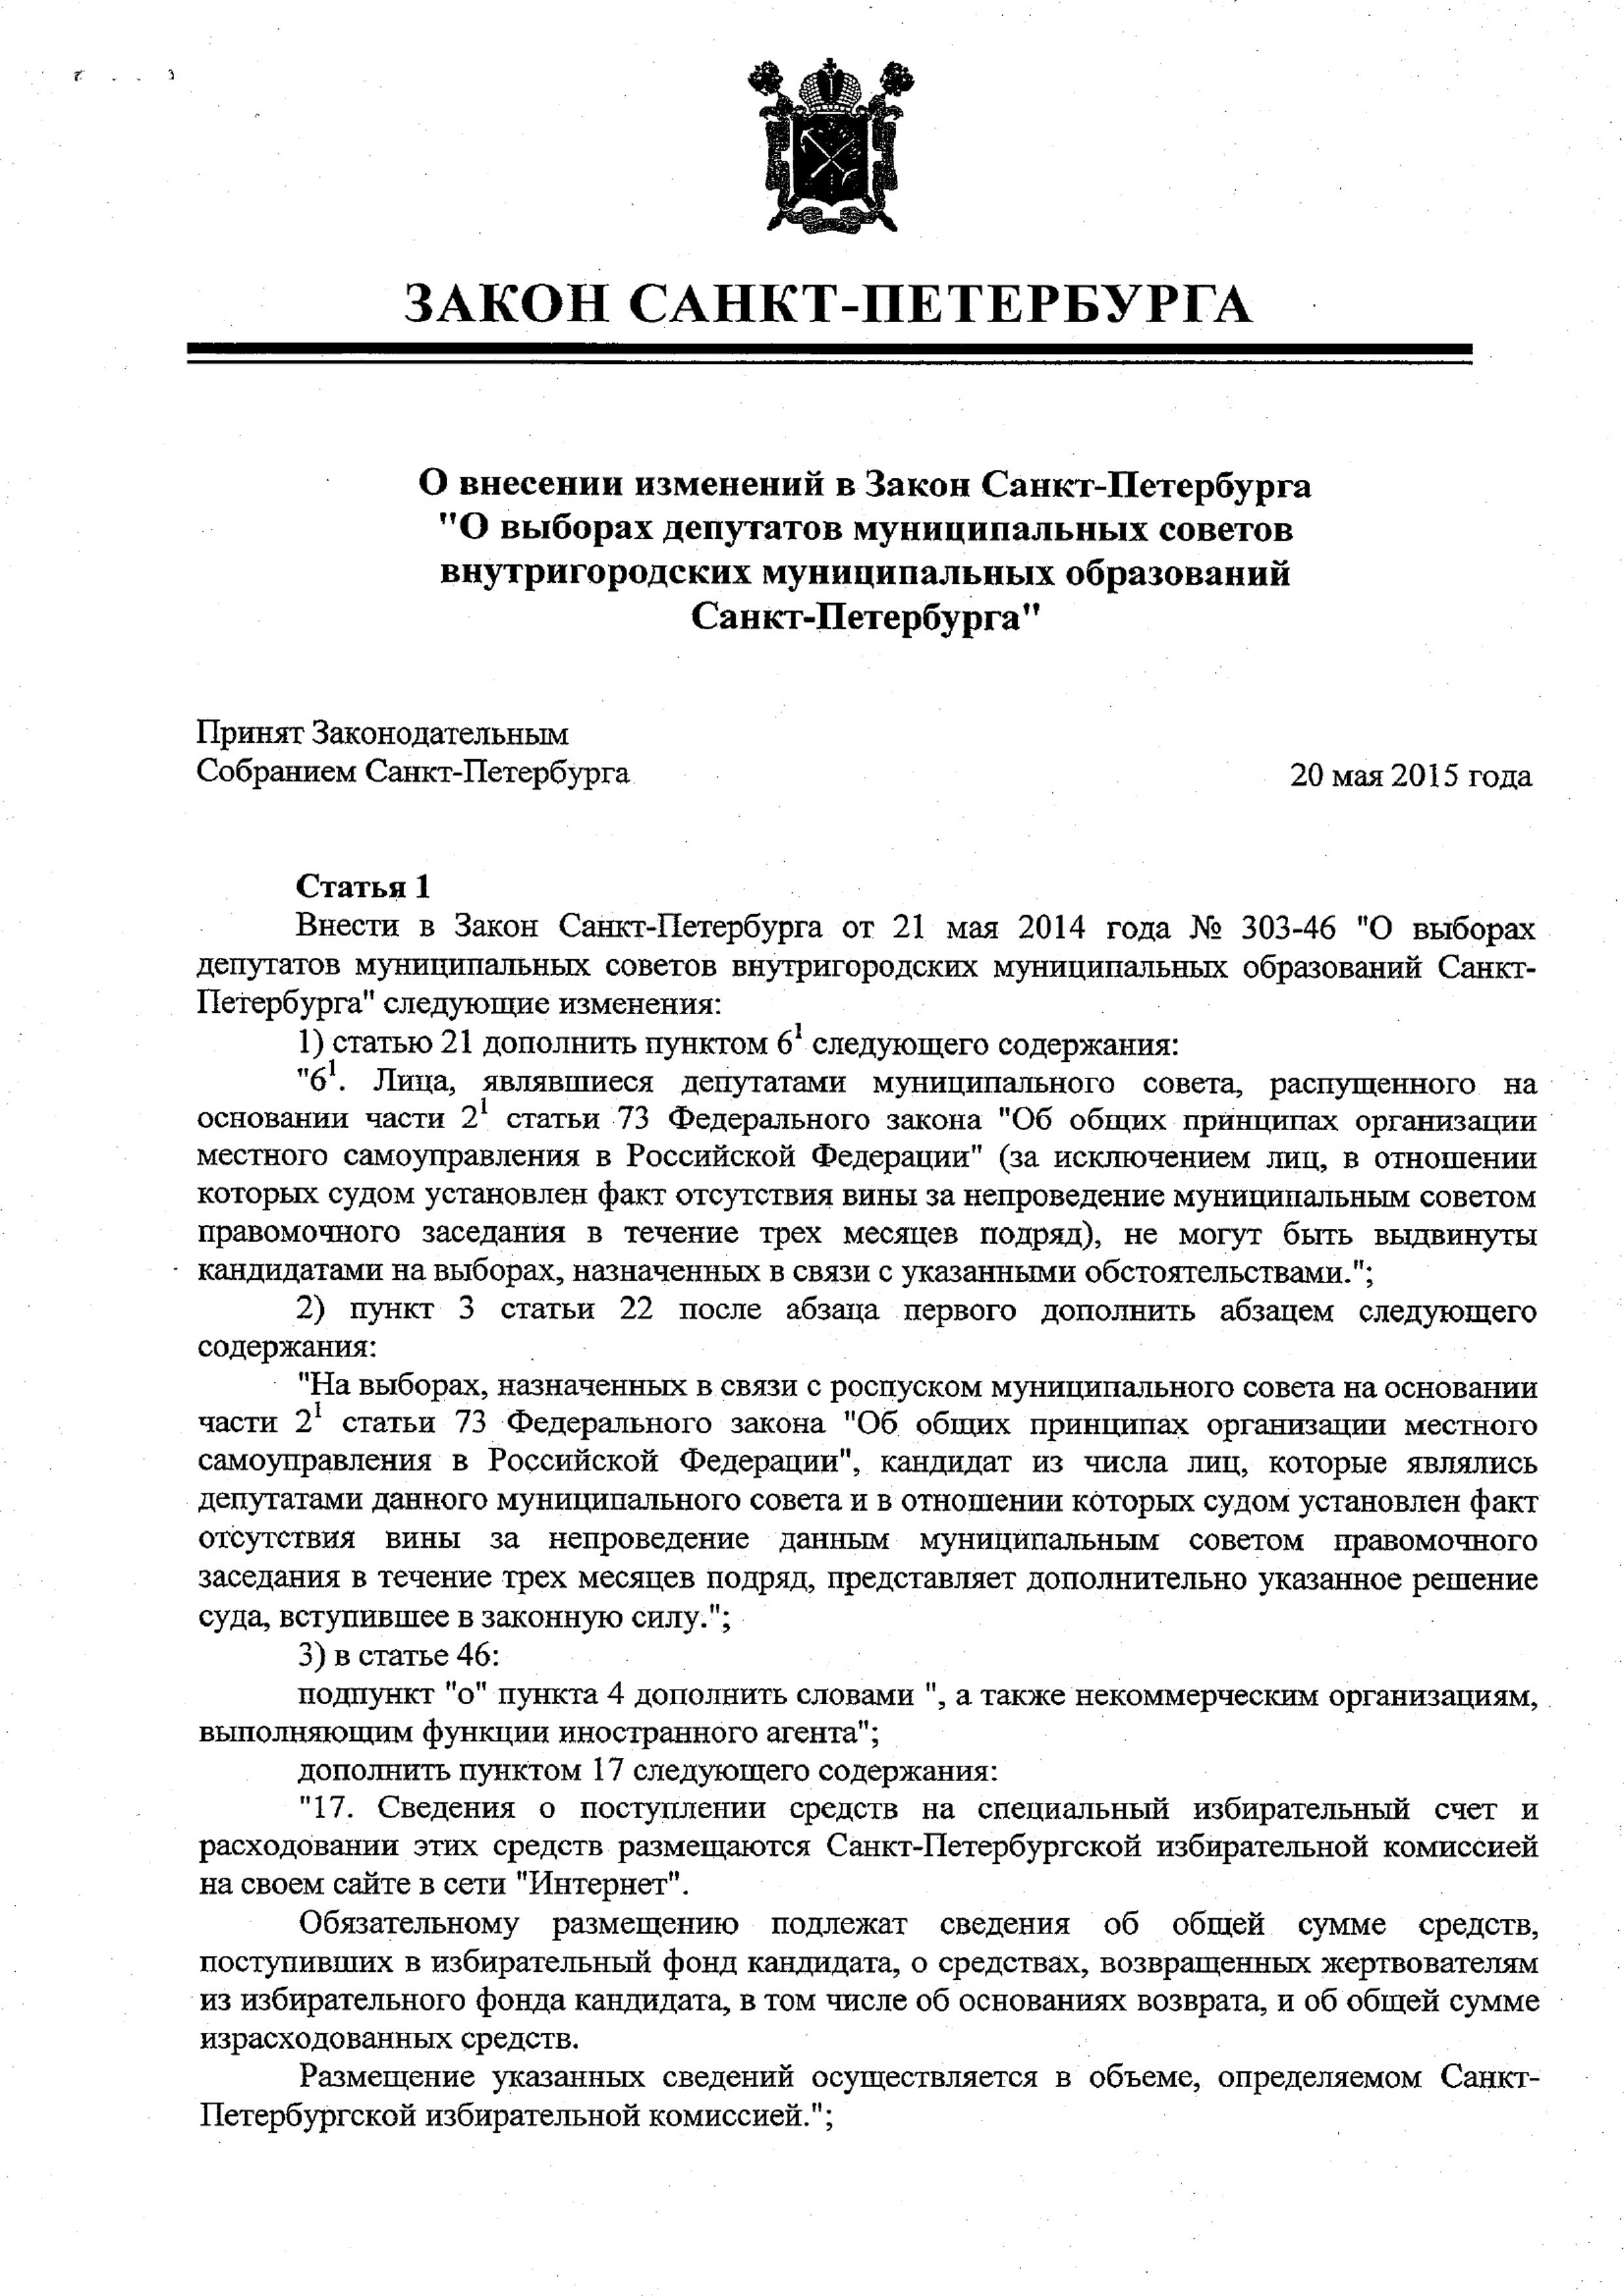 ЗАКОН САНКТ-ПЕТЕРБУРГА
О внесении изменений в Закон Санкт-Петербурга
"О выборах депутатов муниципальных советов
внутригородских муниципальных образований
Санкт-Петербурга"
Принят Законодательным
Собранием Санкт-Петербурга
20 мая 2015 года
Статья 1
Внести в Закон Санкт-Петербурга от 21 мая 2014 года № 303-46 "О выборах
депутатов муниципальных советов внутригородских муниципальных образований Санкт-
Петербурга" следующие изменения:
1) статью 21 дополнить пунктом 6¹ следующего содержания:
"6¹. Лица, являвшиеся депутатами муниципального совета, распущенного на
основании части 2¹ статьи 73 Федерального закона "Об общих принципах организации
местного самоуправления в Российской Федерации" (за исключением лиц, в отношении
которых судом установлен факт отсутствия вины за непроведение муниципальным советом
правомочного заседания в течение трех месяцев подряд), не могут быть выдвинуты
кандидатами на выборах, назначенных в связи с указанными обстоятельствами.";
2) пункт 3 статьи 22 после абзаца первого дополнить абзацем следующего
содержания:
"На выборах, назначенных в связи с роспуском муниципального совета на основании
части 2¹ статьи 73 Федерального закона "Об общих принципах организации местного
самоуправления в Российской Федерации", кандидат из числа лиц, которые являлись
депутатами данного муниципального совета и в отношении которых судом установлен факт
отсутствия вины за непроведение данным муниципальным советом правомочного
заседания в течение трех месяцев подряд, представляет дополнительно указанное решение
суда, вступившее в законную силу.";
3) в статье 46:
подпункт "о" пункта 4 дополнить словами ", а также некоммерческим организациям,
выполняющим функции иностранного агента";
дополнить пунктом 17 следующего содержания:
"17. Сведения о поступлении средств на специальный избирательный счет и
расходовании этих средств размещаются Санкт-Петербургской избирательной комиссией
на своем сайте в сети "Интернет".
Обязательному размещению подлежат сведения об общей сумме средств,
поступивших в избирательный фонд кандидата, о средствах, возвращенных жертвователям
из избирательного фонда кандидата, в том числе об основаниях возврата, и об общей сумме
израсходованных средств.
Размещение указанных сведений осуществляется в объеме, определяемом Санкт-
Петербургской избирательной комиссией.";